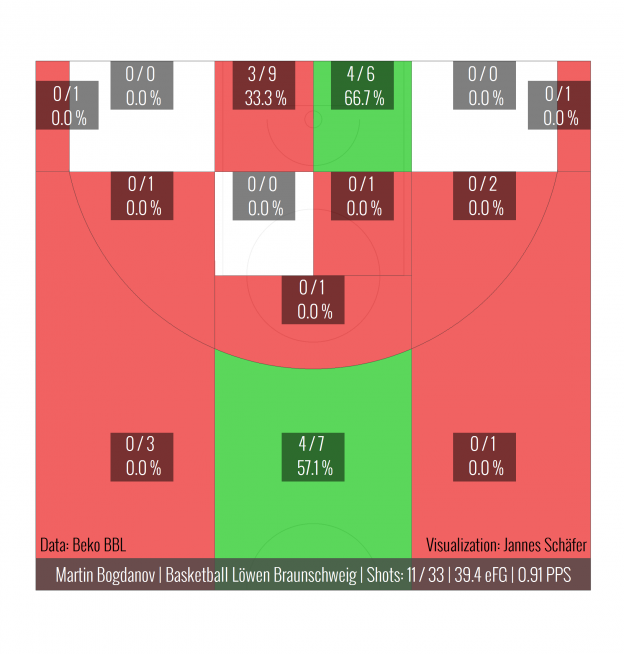 0 / 0
0.0 %
3 / 9
33.3 %
4 / 6
66.7 %
0 / 0
0.0 %
0 / 1
0.0 %
0 / 1
0.0 %
0 / 1
0.0 %
0 / 0
0.0 %
0 / 1
0.0 %
0 / 2
0.0 %
0 / 1
0.0 %
0 / 3
0.0 %
4 / 7
57.1 %
0 / 1
0.0 %
Data: Beko BBL
Visualization: Jannes Schäfer
Martin Bogdanov | Basketball Löwen Braunschweig | Shots: 11 / 33 | 39.4 eFG | 0.91 PPS